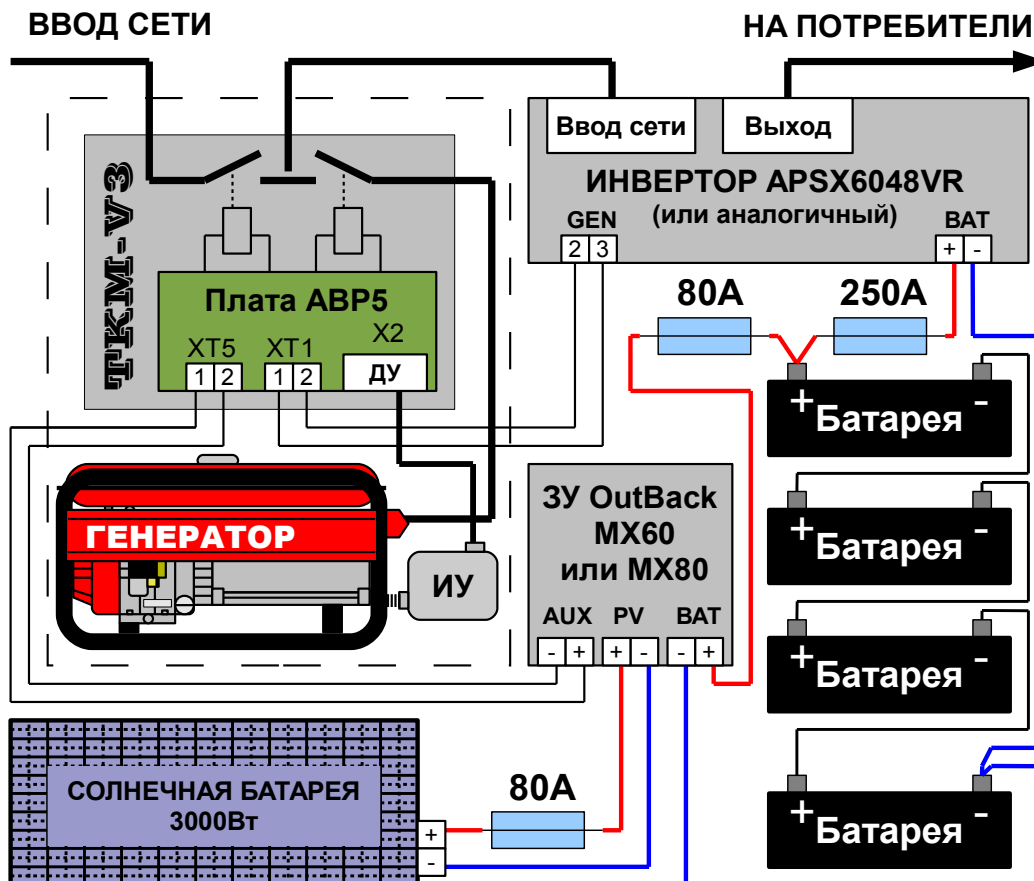 ВВОД СЕТИ
НА ПОТРЕБИТЕЛИ
Ввод сети
Выход
ИНВЕРТОР APSX6048VR
(или аналогичный)
GEN
2 3
BAT
+ -
TKM-V3
Плата АВР5
XT5
1 2
XT1
1 2
X2
ДУ
80А
250А
+ -
Батарея
+ -
Батарея
+ -
Батарея
+ -
Батарея
ГЕНЕРАТОР
ИУ
ЗУ OutBack
MX60
или MX80
AUX PV BAT
- + + - - +
СОЛНЕЧНАЯ БАТАРЕЯ
3000Вт
+
-
80А